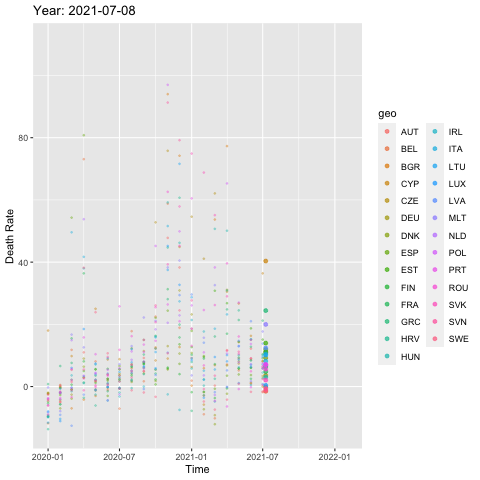 Year: 2021-07-08
Death Rate
80
40
0
2020-01
2020-07
2021-01
2021-07
2022-01
Time
geo
AUT
BEL
BGR
CYP
CZE
DEU
DNK
ESP
EST
FIN
FRA
GRC
HRV
HUN
IRL
ITA
LTU
LUX
LVA
MLT
NLD
POL
PRT
ROU
SVK
SVN
SWE